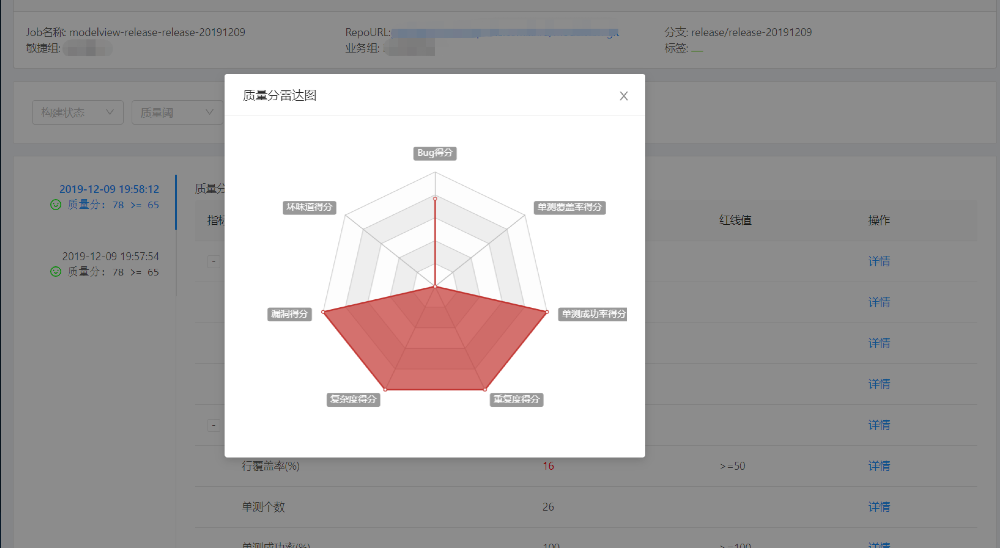 Job名称: modelview-release-release-20191209
RepoURL:
分支: release/release-20191209
敏捷组:
业务组:
标签:
构建状态
质量阈
质量分雷达图
X
Bug得分
坏味道得分
单测覆盖率得分
漏洞得分
单测成功率得分
复杂度得分
重复度得分
2019-12-09 19:58:12
质量分: 78 >= 65
2019-12-09 19:57:54
质量分: 78 >= 65
质量分
指标
红线值
操作
-
详情
详情
详情
详情
-
详情
行覆盖率(%)
16
>=50
详情
单测个数
26
详情
单测成功率(%)
100
>=100
详情